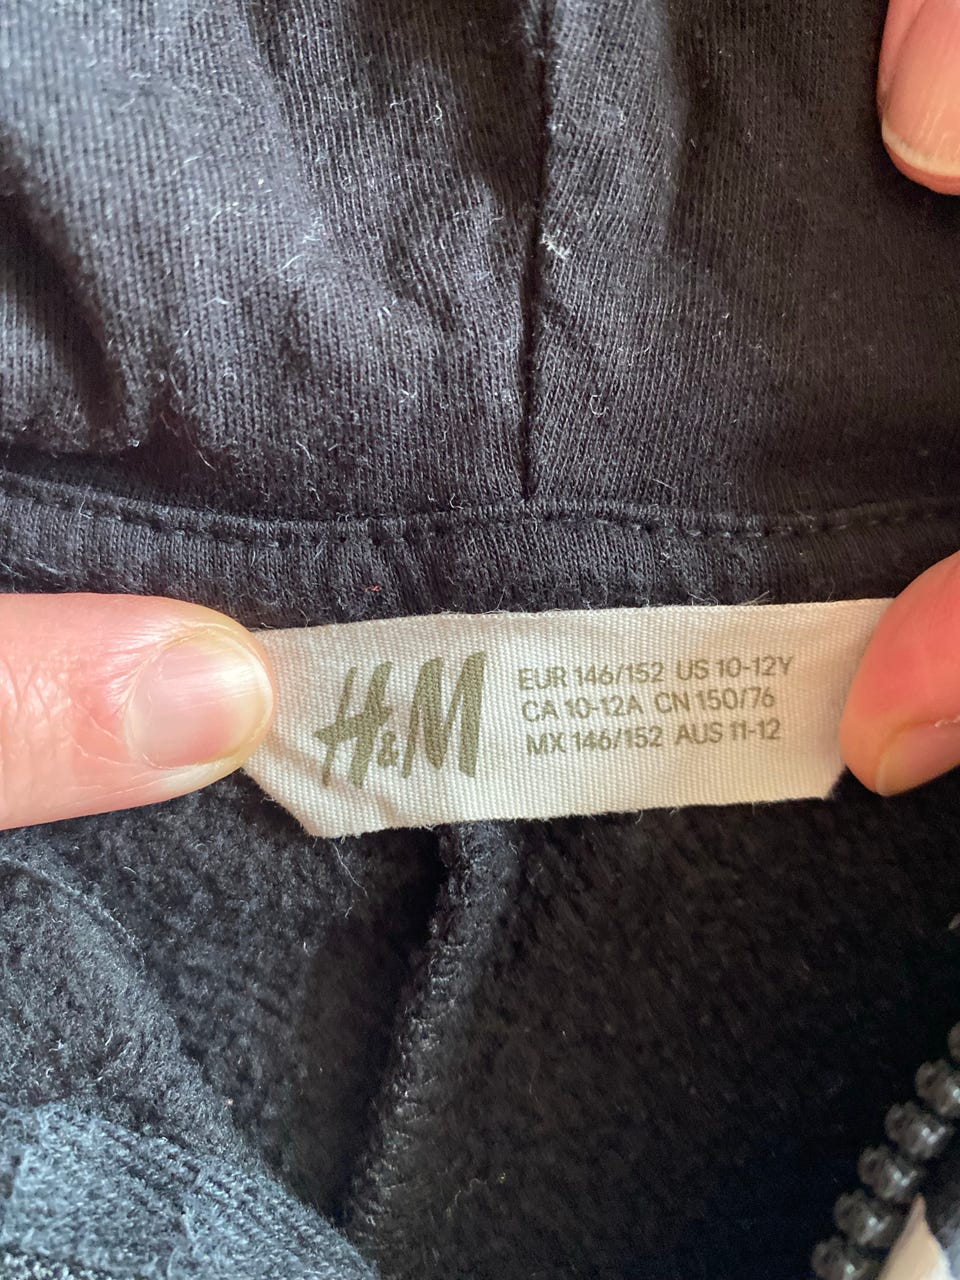 H&M
EUR 146/152 US 10-12Y
CA 10-12A CN 150/76
MX 146/152 AUS 11-12